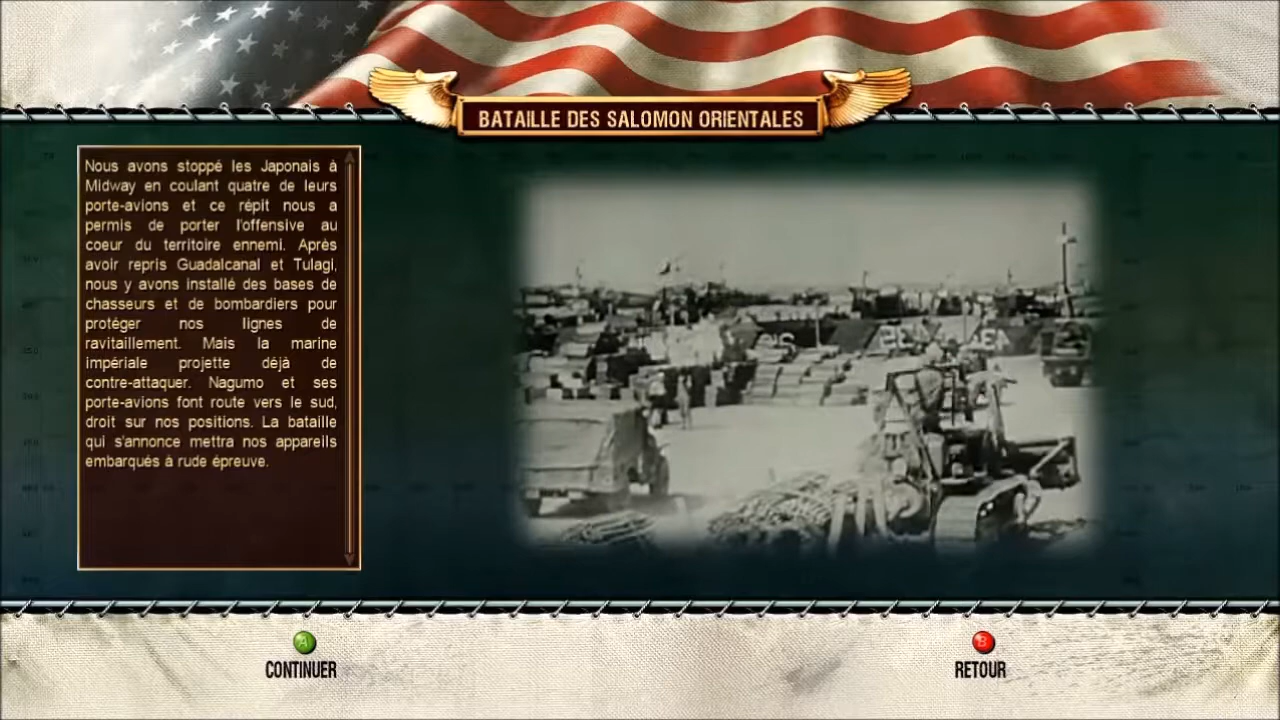 BATAILLE DES SALOMON ORIENTALES
Nous avons stoppé les Japonais à
Midway en coulant quatre de leurs
porte-avions et ce répit nous a
permis de porter l'offensive au
coeur du territoire ennemi. Après
avoir repris Guadalcanal et Tulagi,
nous y avons installé des bases de
chasseurs et de bombardiers pour
protéger nos lignes de
ravitaillement. Mais la marine
impériale projette déjà de
contre-attaquer. Nagumo et ses
porte-avions font route vers le sud,
droit sur nos positions. La bataille
qui s'annonce mettra nos appareils
embarqués à rude épreuve.
A
CONTINUER
B
RETOUR